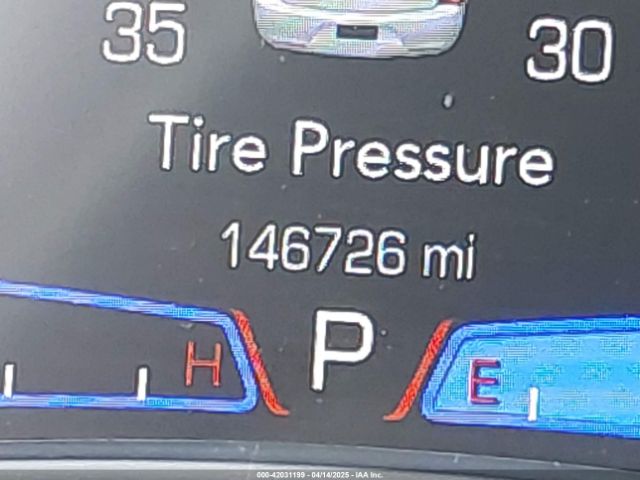 35 30
Tire Pressure
146726 mi
H P E
000-42031199 - 04/14/2025 - IAA Inc.